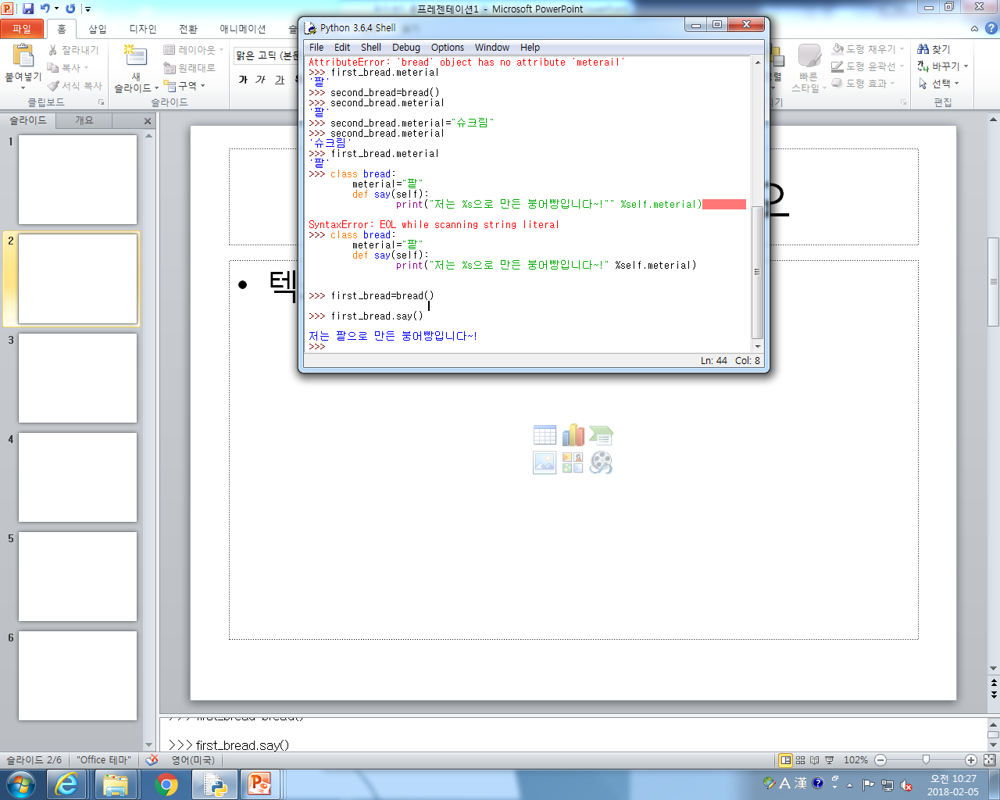 프레젠테이션1 - Microsoft PowerPoint
파일 홈 삽입 디자인 전환 애니메이션
Python 3.6.4 Shell
File Edit Shell Debug Options Window Help
붙여넣기
잘라내기
복사
서식 복사
클립보드
새
슬라이드
레이아웃
원래대로
구역
슬라이드
맑은 고딕
가 가 가
빠른
스타일
도형 채우기
도형 윤곽선
도형 효과
찾기
바꾸기
선택
편집
슬라이드 개요
1
2
3
4
5
6
AttributeError: 'bread' object has no attribute 'meterail'
>>> first_bread.meterial
'팥'
>>> second_bread=bread()
>>> second_bread.meterial
'팥'
>>> second_bread.meterial="슈크림"
>>> second_bread.meterial
'슈크림'
>>> first_bread.meterial
'팥'
>>> class bread:
meterial="팥"
def say(self):
print("저는 %s으로 만든 붕어빵입니다~!"" %self.meterial)
SyntaxError: EOL while scanning string literal
>>> class bread:
meterial="팥"
def say(self):
print("저는 %s으로 만든 붕어빵입니다~!" %self.meterial)
>>> first_bread=bread()
>>> first_bread.say()
저는 팥으로 만든 붕어빵입니다~!
>>>
Ln: 44 Col: 8
• 텍
>>>first_bread.say()
슬라이드 2/6 "Office 테마" 영어(미국)
102%
A 漢
오전 10:27
2018-02-05